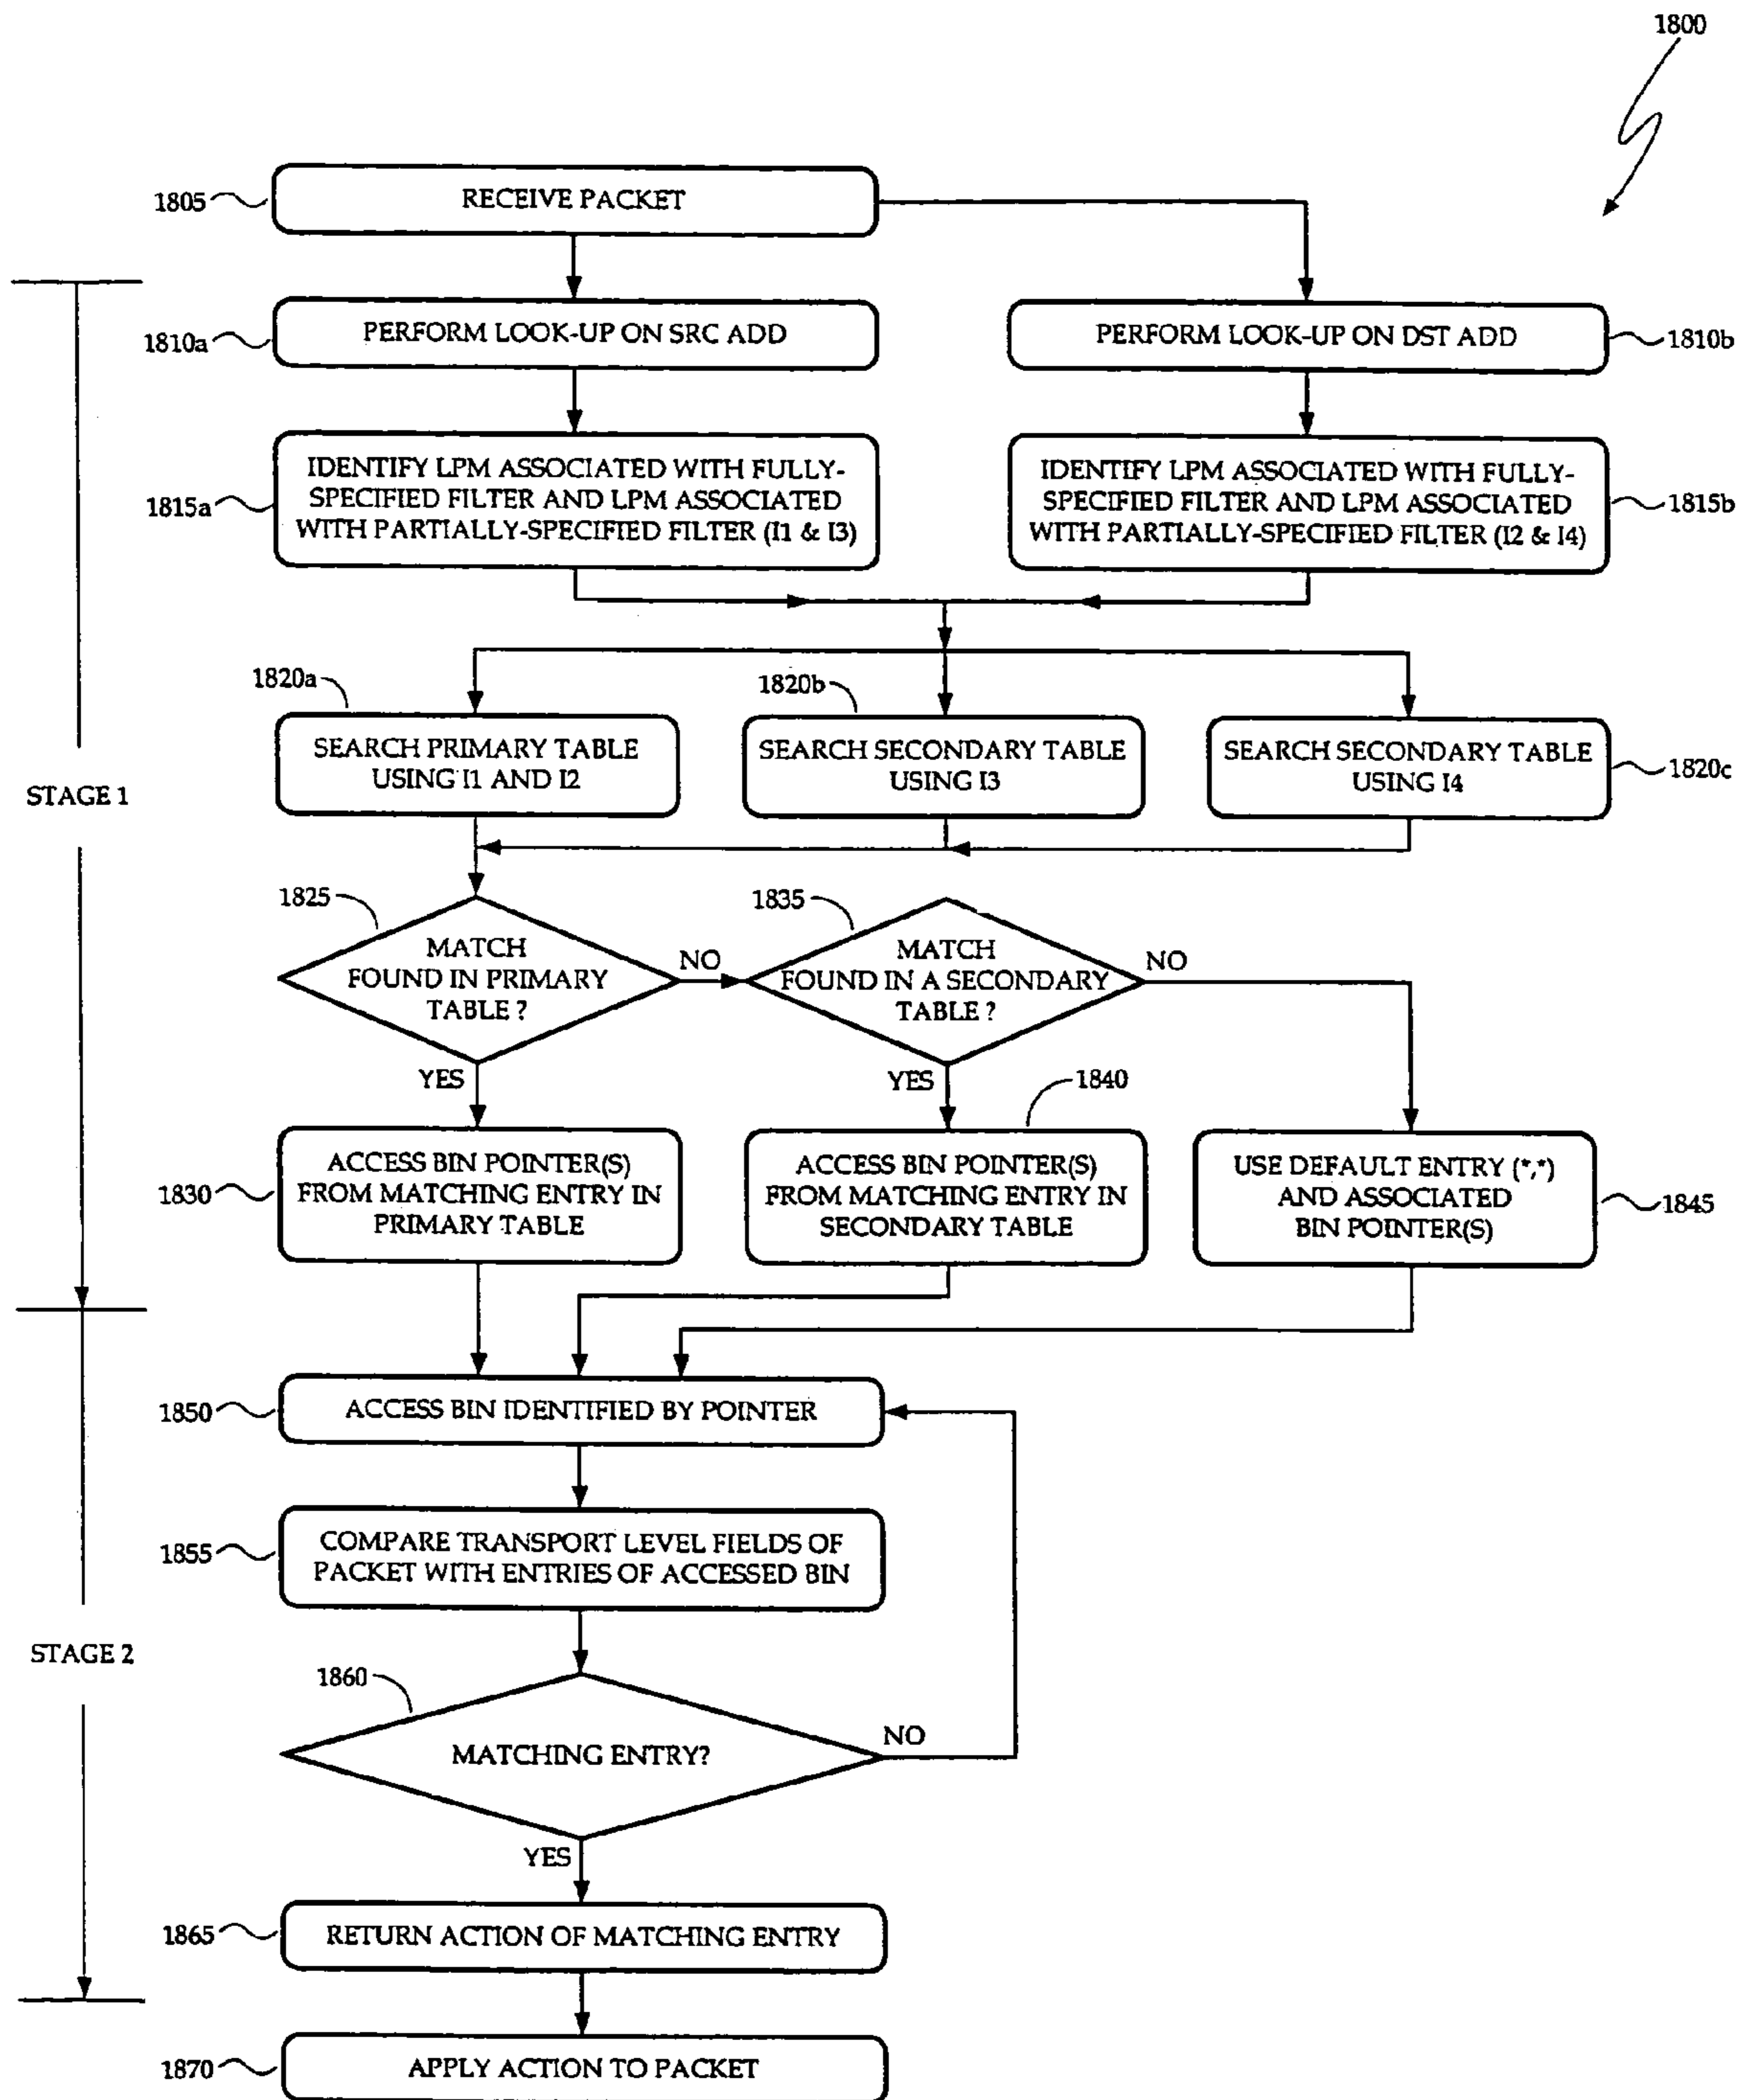 1800
1805
RECEIVE PACKET
1810a
PERFORM LOOK-UP ON SRC ADD
PERFORM LOOK-UP ON DST ADD
1810b
1815a
IDENTIFY LPM ASSOCIATED WITH FULLY-
SPECIFIED FILTER AND LPM ASSOCIATED
WITH PARTIALLY-SPECIFIED FILTER (I1 & I3)
IDENTIFY LPM ASSOCIATED WITH FULLY-
SPECIFIED FILTER AND LPM ASSOCIATED
WITH PARTIALLY-SPECIFIED FILTER (I2 & I4)
1815b
1820a
1820b
SEARCH PRIMARY TABLE
USING I1 AND I2
SEARCH SECONDARY TABLE
USING I3
SEARCH SECONDARY TABLE
USING I4
1820c
STAGE 1
1825
MATCH
FOUND IN PRIMARY
TABLE ?
NO
YES
1835
MATCH
FOUND IN A SECONDARY
TABLE ?
NO
YES
1830
ACCESS BIN POINTER(S)
FROM MATCHING ENTRY IN
PRIMARY TABLE
1840
ACCESS BIN POINTER(S)
FROM MATCHING ENTRY IN
SECONDARY TABLE
USE DEFAULT ENTRY (*,*)
AND ASSOCIATED
BIN POINTER(S)
1845
1850
ACCESS BIN IDENTIFIED BY POINTER
1855
COMPARE TRANSPORT LEVEL FIELDS OF
PACKET WITH ENTRIES OF ACCESSED BIN
STAGE 2
1860
MATCHING ENTRY?
NO
YES
1865
RETURN ACTION OF MATCHING ENTRY
1870
APPLY ACTION TO PACKET